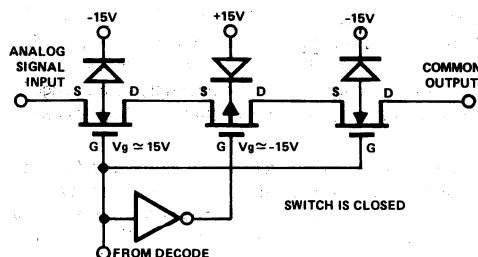 -15V +15V -15V
ANALOG
SIGNAL
INPUT
COMMON
OUTPUT
S D S D S D
G Vg ≃ 15V G Vg ≃ -15V G
SWITCH IS CLOSED
FROM DECODE